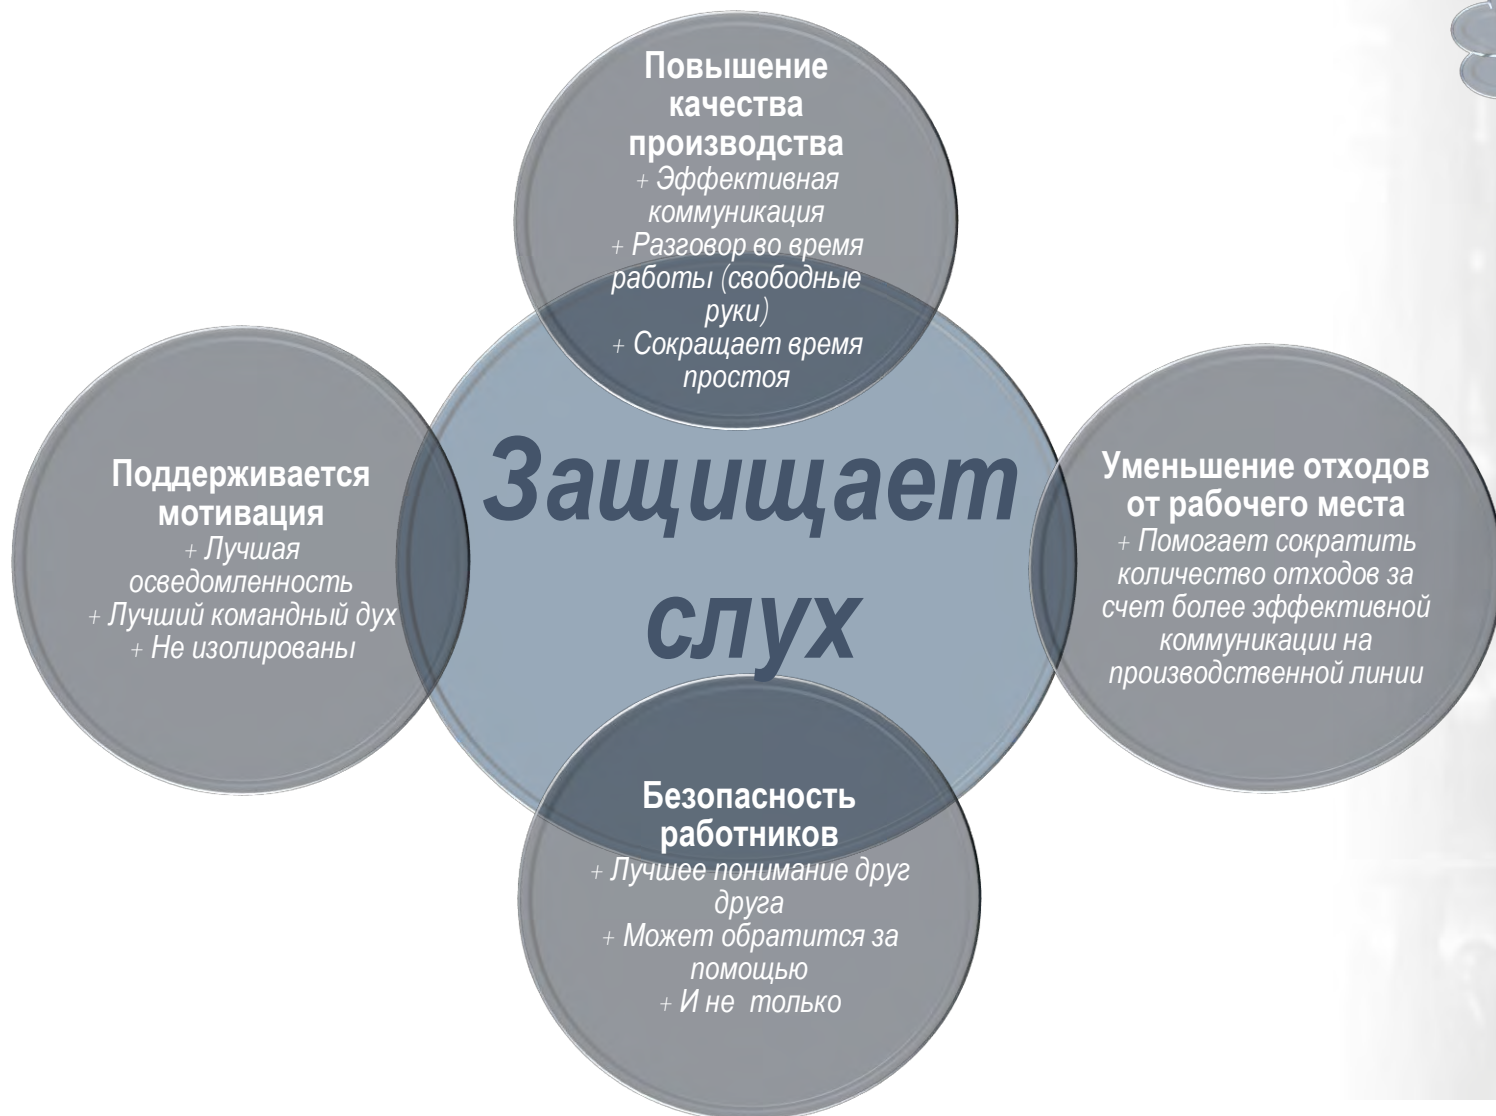 Повышение
качества
производства
+ Эффективная
коммуникация
+ Разговор во время
работы (свободные
руки)
+ Сокращает время
простоя
Поддерживается
мотивация
+ Лучшая
осведомленность
+ Лучший командный дух
+ Не изолированы
Защищает
слух
Уменьшение отходов
от рабочего места
+ Помогает сократить
количество отходов за
счет более эффективной
коммуникации на
производственной линии
Безопасность
работников
+ Лучшее понимание друг
друга
+ Может обратится за
помощью
+ И не  только